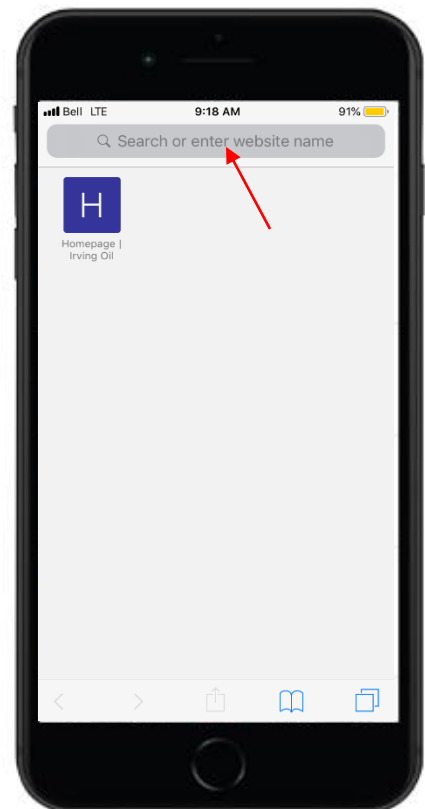 Bell LTE 9:18 AM 91%
Search or enter website name
H
Homepage |
Irving Oil